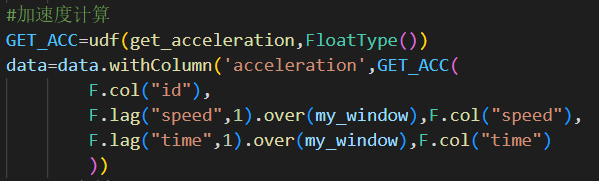 #加速度计算
GET_ACC=udf(get_acceleration,FloatType())
data=data.withColumn('acceleration',GET_ACC(
F.col("id"),
F.lag("speed",1).over(my_window),F.col("speed"),
F.lag("time",1).over(my_window),F.col("time")
))